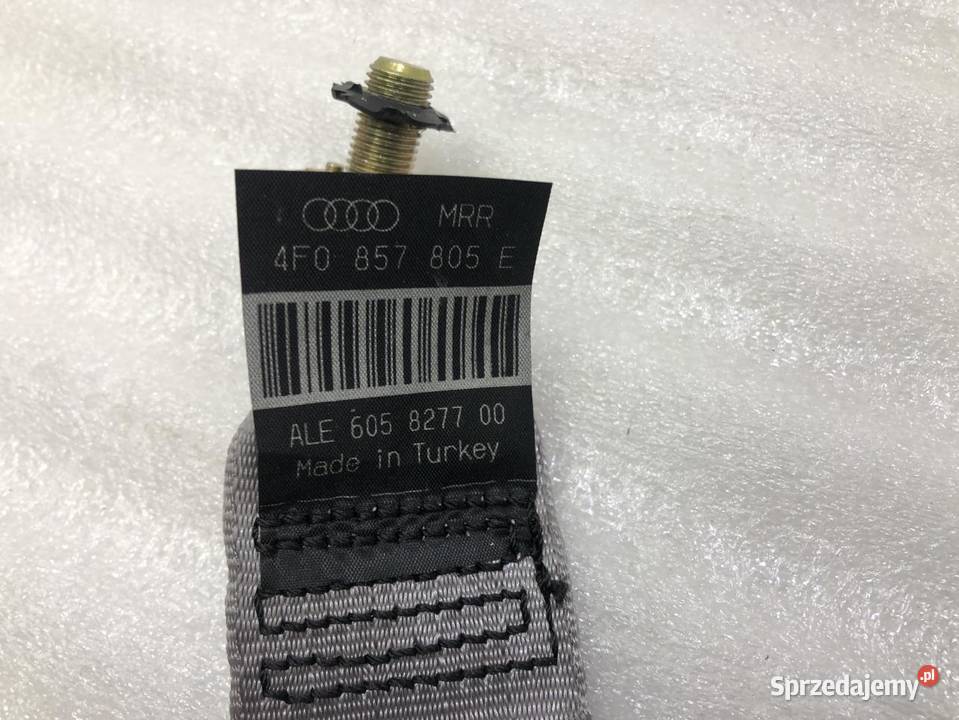 MRR
4F0 857 805 E
ALE 605 8277 00
Made in Turkey
Sprzedajemy.pl